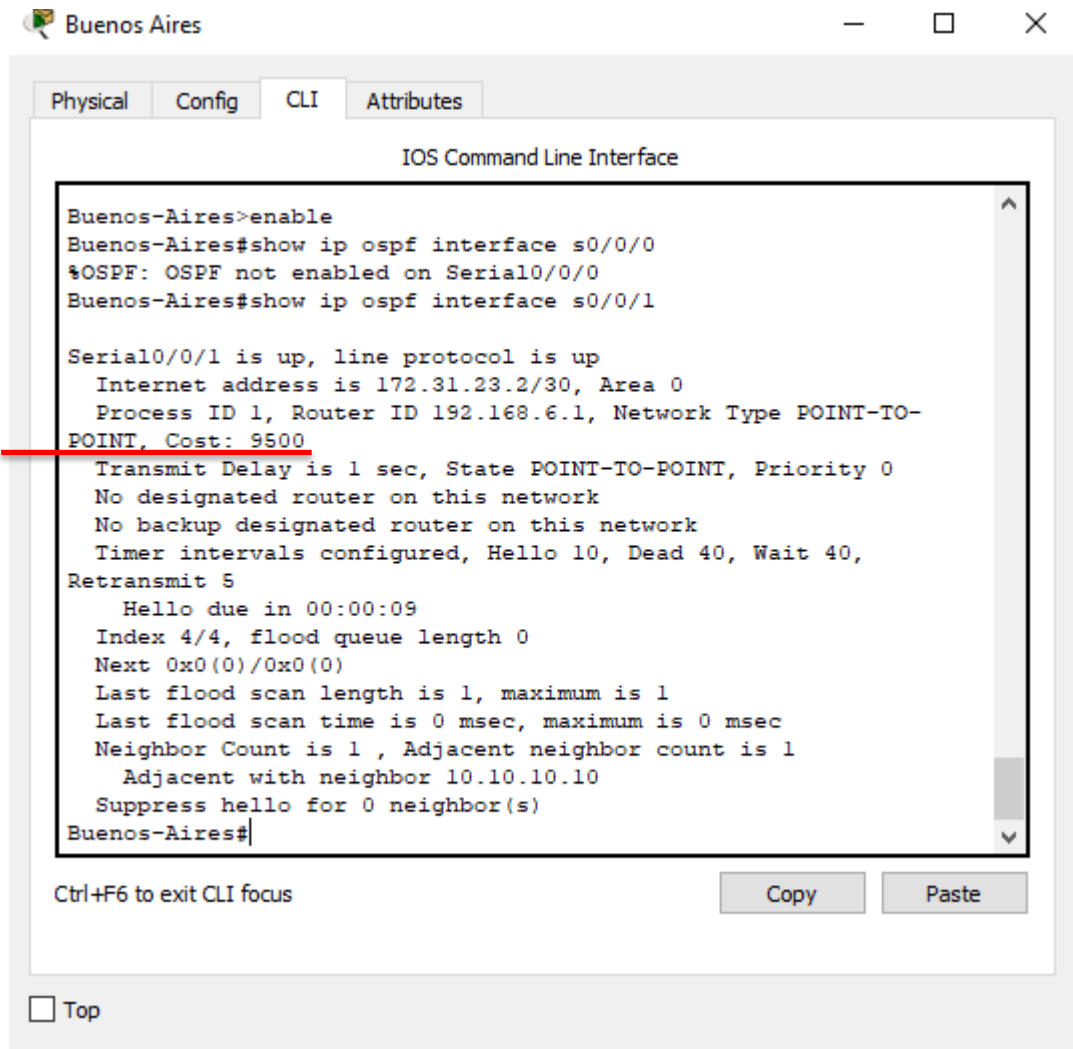 Buenos Aires
Physical Config CLI Attributes
IOS Command Line Interface
Buenos-Aires>enable
Buenos-Aires#show ip ospf interface s0/0/0
%OSPF: OSPF not enabled on Serial0/0/0
Buenos-Aires#show ip ospf interface s0/0/1
Serial0/0/1 is up, line protocol is up
Internet address is 172.31.23.2/30, Area 0
Process ID 1, Router ID 192.168.6.1, Network Type POINT-TO-
POINT, Cost: 9500
Transmit Delay is 1 sec, State POINT-TO-POINT, Priority 0
No designated router on this network
No backup designated router on this network
Timer intervals configured, Hello 10, Dead 40, Wait 40,
Retransmit 5
Hello due in 00:00:09
Index 4/4, flood queue length 0
Next 0x0(0)/0x0(0)
Last flood scan length is 1, maximum is 1
Last flood scan time is 0 msec, maximum is 0 msec
Neighbor Count is 1 , Adjacent neighbor count is 1
Adjacent with neighbor 10.10.10.10
Suppress hello for 0 neighbor(s)
Buenos-Aires#
Ctrl+F6 to exit CLI focus Copy Paste
Top